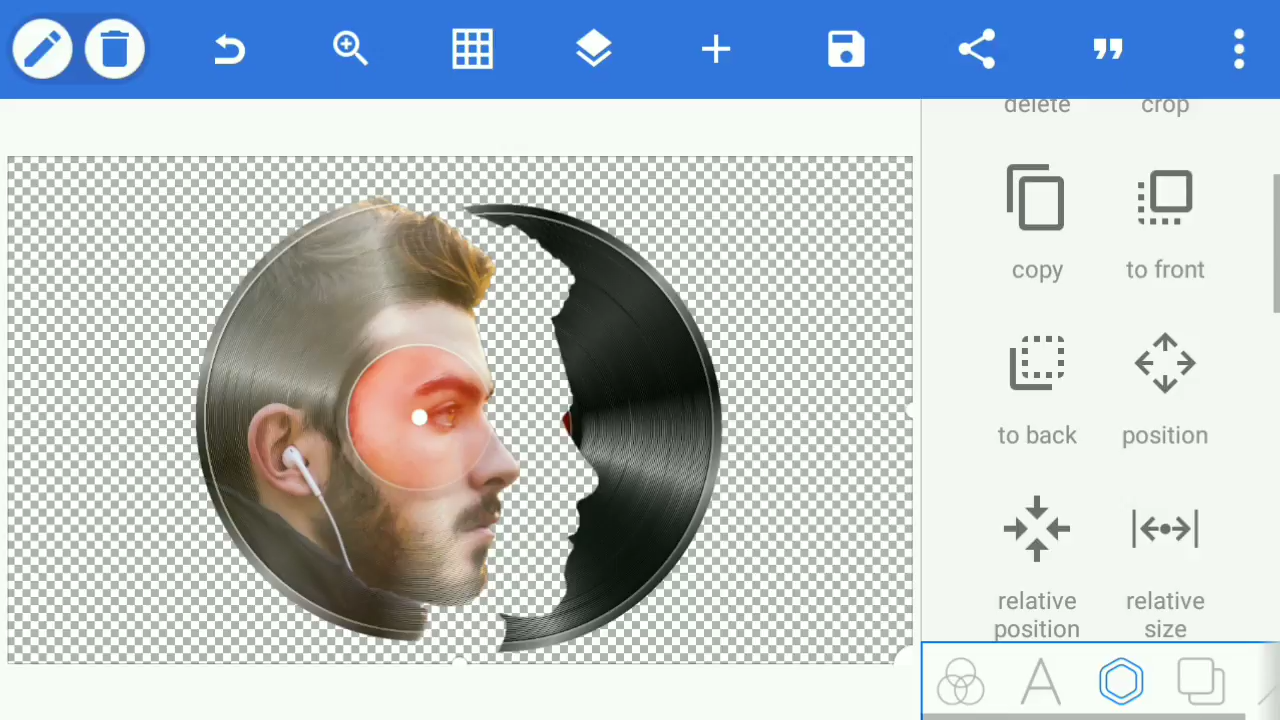 delete
crop
copy
to front
to back
position
relative
position
relative
size